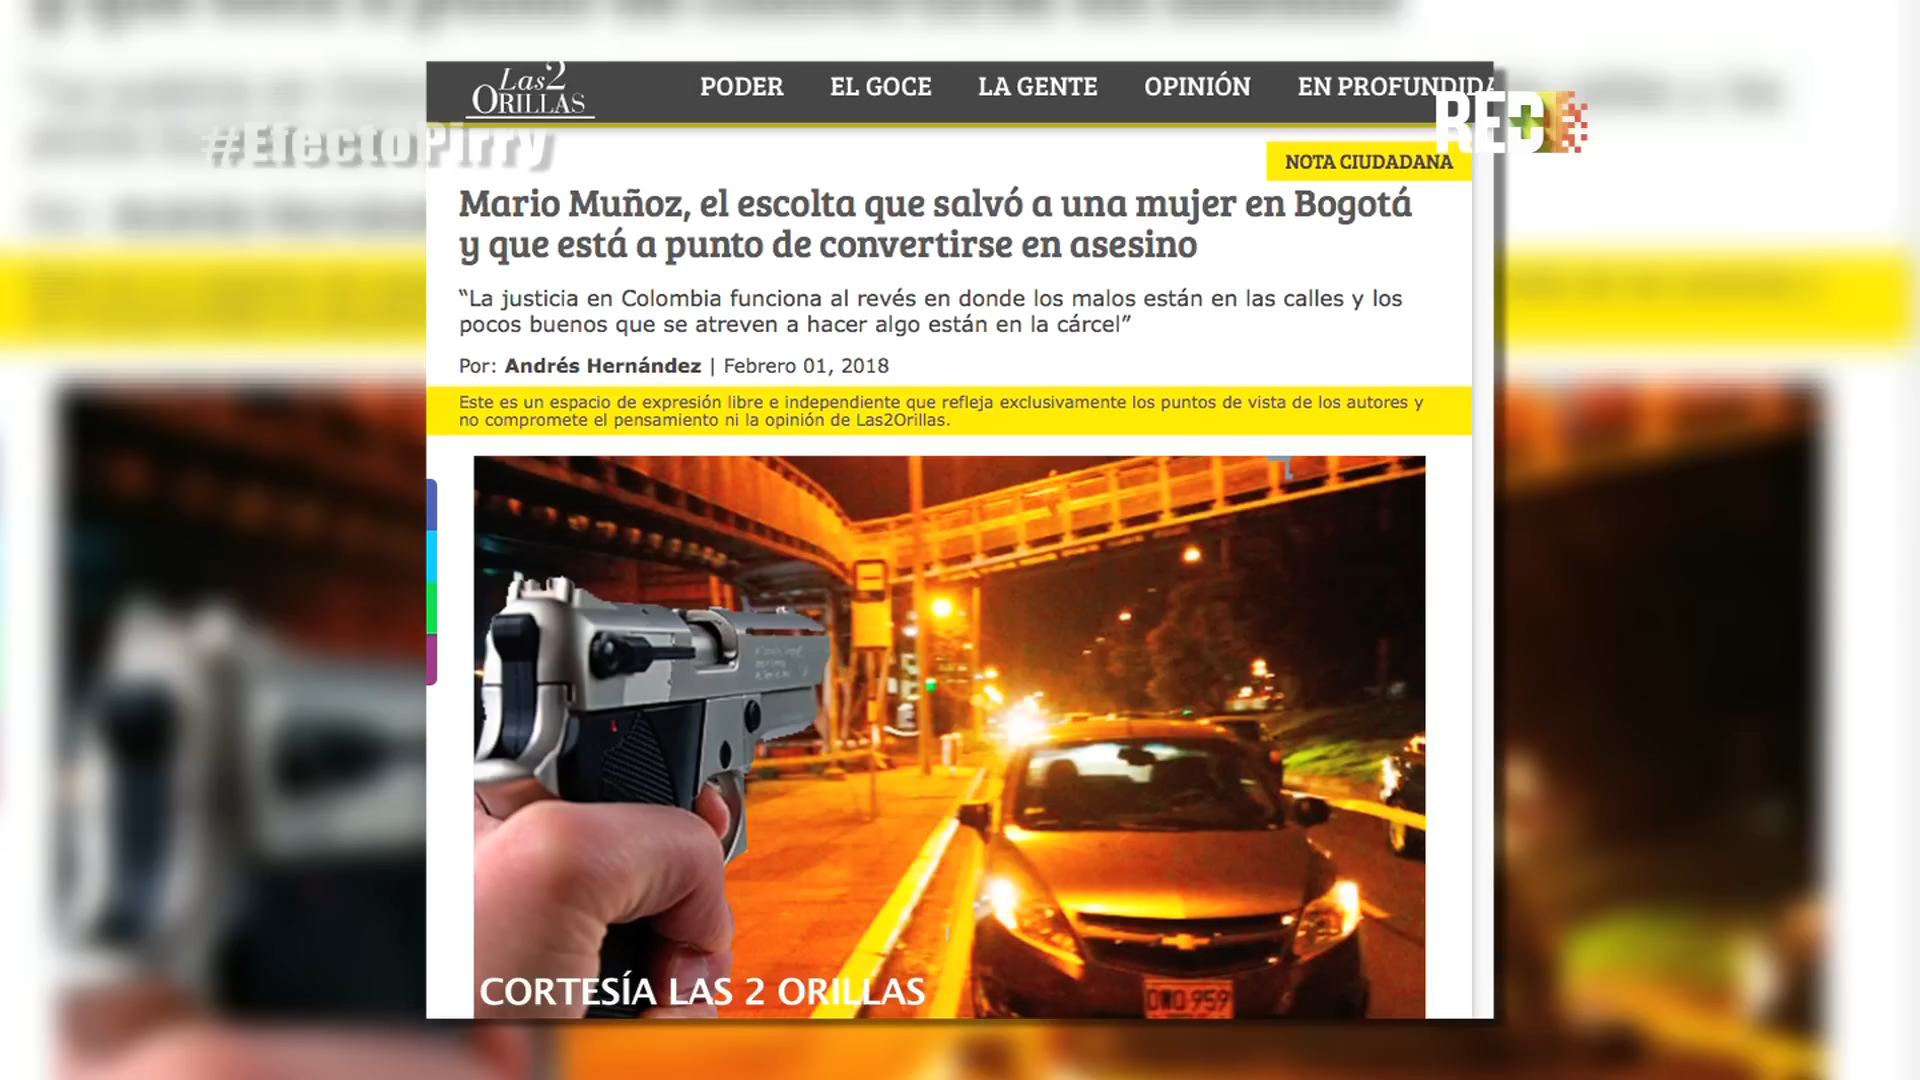 Las 2
ORILLAS
PODER EL GOCE LA GENTE OPINIÓN EN PROFUNDIDA
#EfectoPirry
RED+
NOTA CIUDADANA
Mario Muñoz, el escolta que salvó a una mujer en Bogotá
y que está a punto de convertirse en asesino
“La justicia en Colombia funciona al revés en donde los malos están en las calles y los
pocos buenos que se atreven a hacer algo están en la cárcel”
Por: Andrés Hernández | Febrero 01, 2018
Este es un espacio de expresión libre e independiente que refleja exclusivamente los puntos de vista de los autores y
no compromete el pensamiento ni la opinión de Las2Orillas.
CORTESÍA LAS 2 ORILLAS